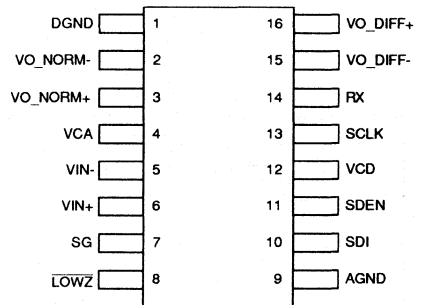 DGND 1 16 VO_DIFF+
VO_NORM- 2 15 VO_DIFF-
VO_NORM+ 3 14 RX
VCA 4 13 SCLK
VIN- 5 12 VCD
VIN+ 6 11 SDEN
SG 7 10 SDI
LOWZ 8 9 AGND